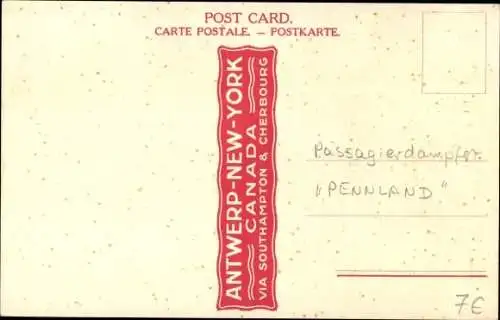 POST CARD.
CARTE POSTALE. — POSTKARTE.
ANTWERP-NEW-YORK
CANADA
VIA SOUTHAMPTON & CHERBOURG
Passagierdampfer
„PENNLAND"
7€